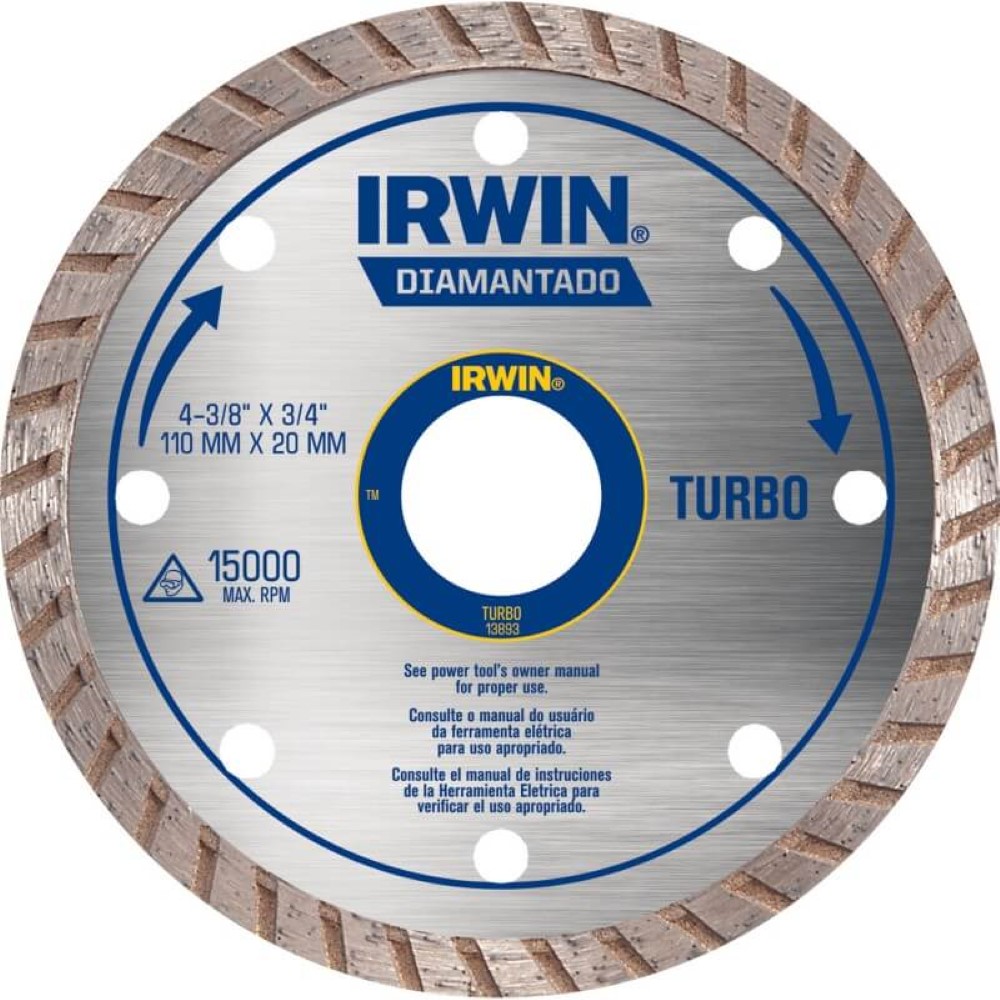 IRWIN®
DIAMANTADO
IRWIN®
4-3/8" X 3/4"
110 MM X 20 MM
TM
TURBO
15000
MAX. RPM
TURBO
13893
See power tool's owner manual
for proper use.
Consulte o manual do usuário
da ferramenta elétrica
para uso apropriado.
Consulte el manual de instruciones
de la Herramienta Eletrica para
verificar el uso apropriado.